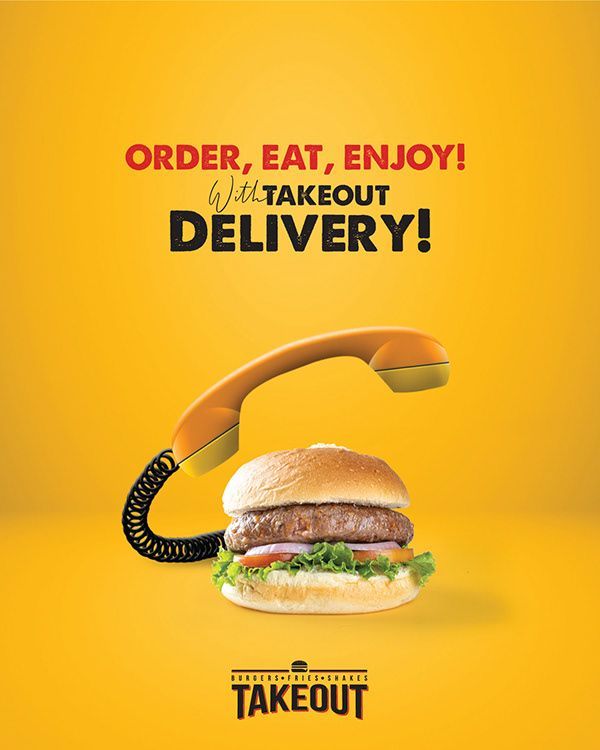 ORDER, EAT, ENJOY!
With TAKEOUT
DELIVERY!
BURGERS•FRIES•SHAKES
TAKEOUT